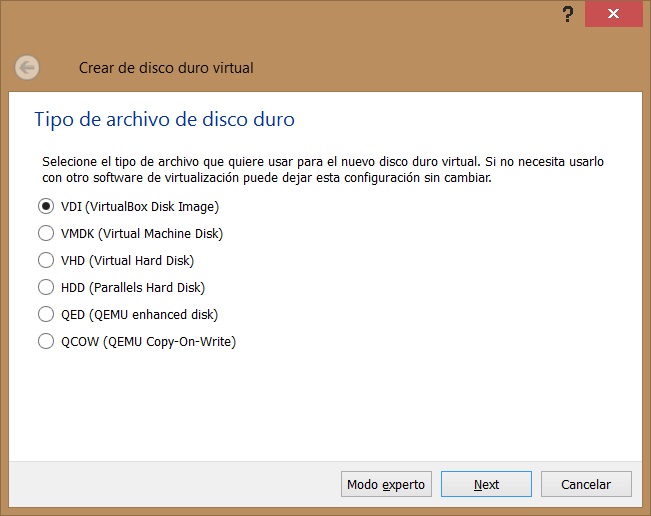 ?
Crear de disco duro virtual
Tipo de archivo de disco duro
Selecione el tipo de archivo que quiere usar para el nuevo disco duro virtual. Si no necesita usarlo
con otro software de virtualización puede dejar esta configuración sin cambiar.
VDI (VirtualBox Disk Image)
VMDK (Virtual Machine Disk)
VHD (Virtual Hard Disk)
HDD (Parallels Hard Disk)
QED (QEMU enhanced disk)
QCOW (QEMU Copy-On-Write)
Modo experto Next Cancelar